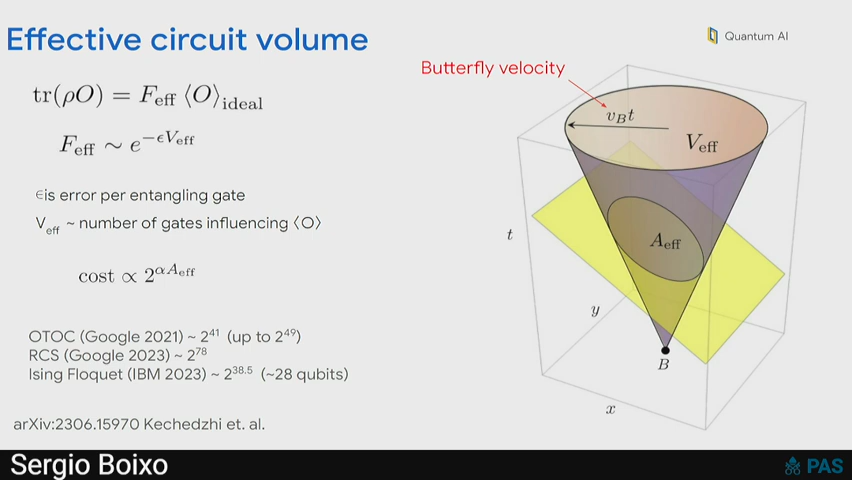 Effective circuit volume
Quantum AI
Butterfly velocity
tr(ρO) = F_eff ⟨O⟩_ideal
F_eff ∼ e^{−ϵV_eff}
ϵis error per entangling gate
V_eff ~ number of gates influencing ⟨O⟩
cost ∝ 2^{αA_eff}
OTOC (Google 2021) ~ 2^41 (up to 2^49)
RCS (Google 2023) ~ 2^78
Ising Floquet (IBM 2023) ~ 2^38.5 (~28 qubits)
arXiv:2306.15970 Kechedzhi et. al.
v_B t
V_eff
A_eff
t
y
B
x
Sergio Boixo
PAS